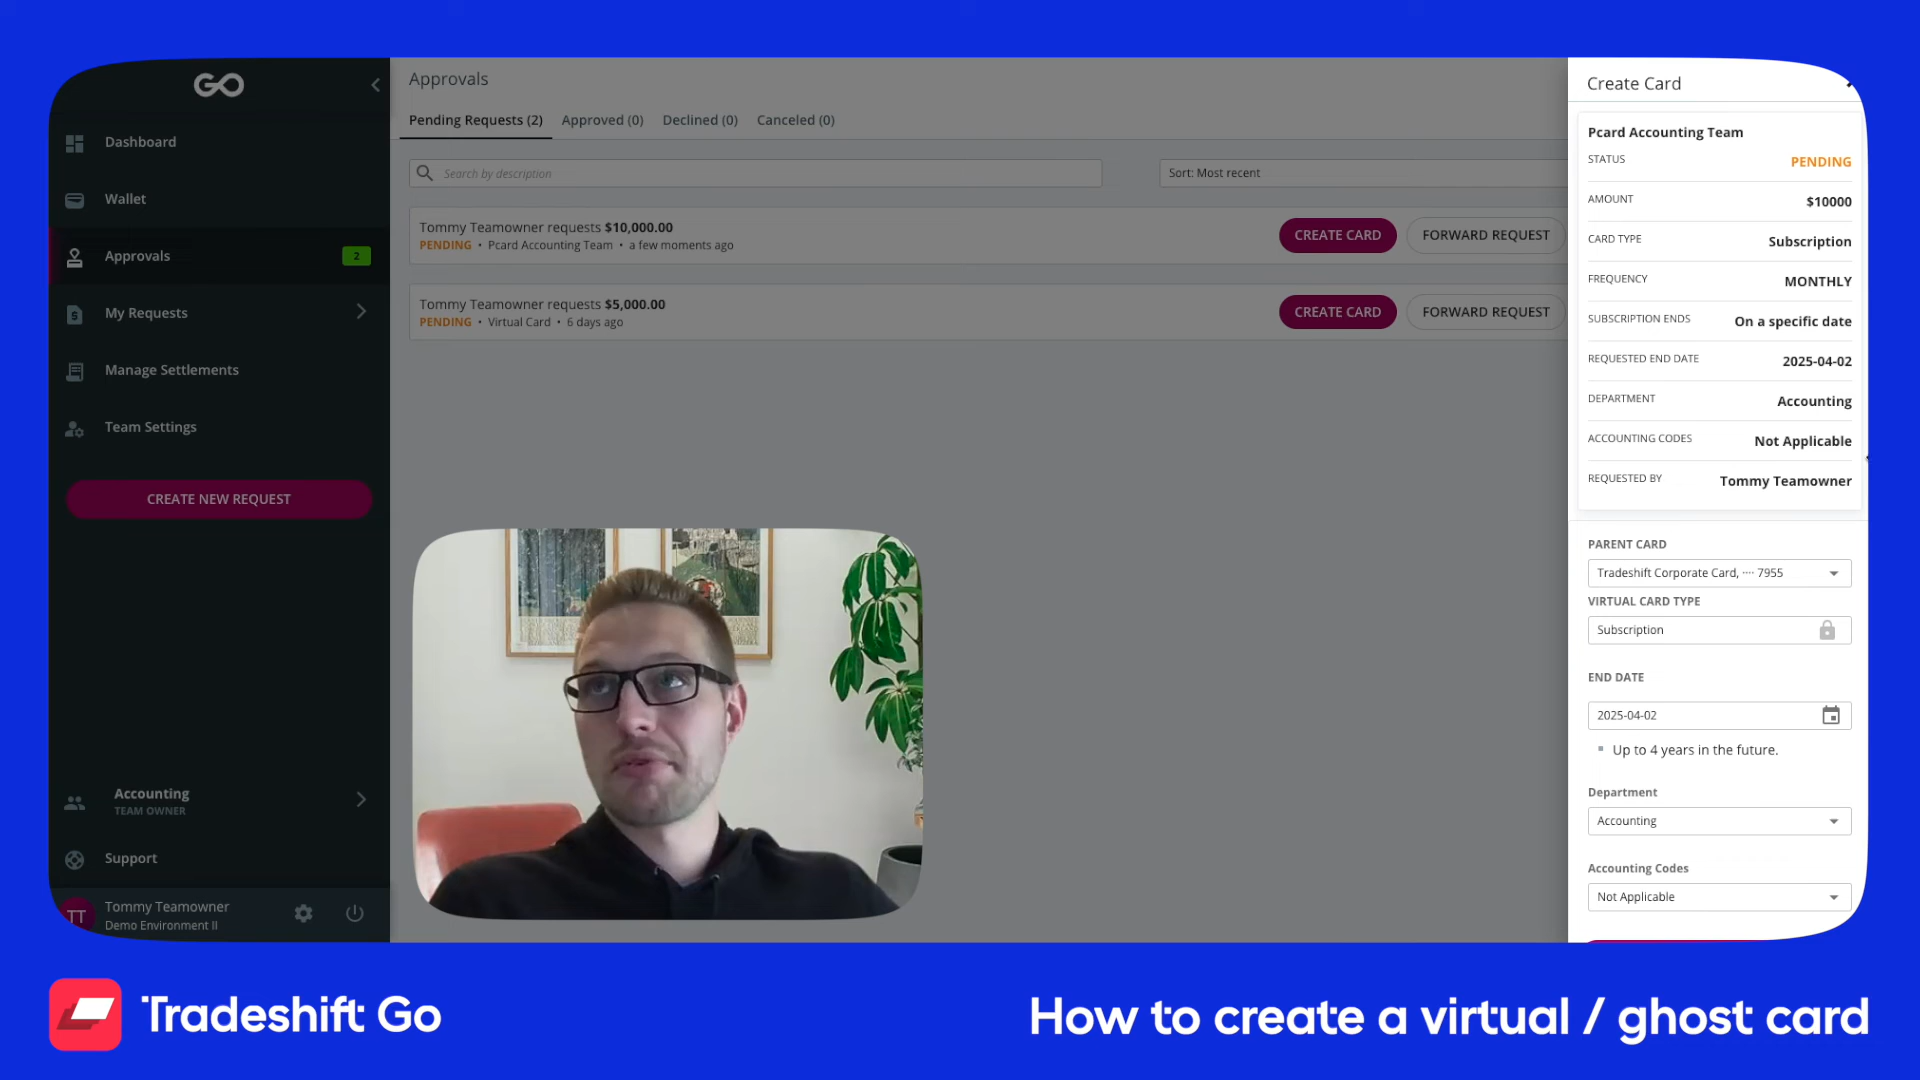 GO
Dashboard
Wallet
Approvals 2
My Requests
Manage Settlements
Team Settings
CREATE NEW REQUEST
Accounting
TEAM OWNER
Support
TT
Tommy Teamowner
Demo Environment II
Approvals
Pending Requests (2) Approved (0) Declined (0) Canceled (0)
Search by description
Sort: Most recent
Tommy Teamowner requests $10,000.00
PENDING • Pcard Accounting Team • a few moments ago
CREATE CARD FORWARD REQUEST
Tommy Teamowner requests $5,000.00
PENDING • Virtual Card • 6 days ago
CREATE CARD FORWARD REQUEST
Create Card
Pcard Accounting Team
STATUS PENDING
AMOUNT $10000
CARD TYPE Subscription
FREQUENCY MONTHLY
SUBSCRIPTION ENDS On a specific date
REQUESTED END DATE 2025-04-02
DEPARTMENT Accounting
ACCOUNTING CODES Not Applicable
REQUESTED BY Tommy Teamowner
PARENT CARD
Tradeshift Corporate Card, ···· 7955
VIRTUAL CARD TYPE
Subscription
END DATE
2025-04-02
Up to 4 years in the future.
Department
Accounting
Accounting Codes
Not Applicable
Tradeshift Go
How to create a virtual / ghost card